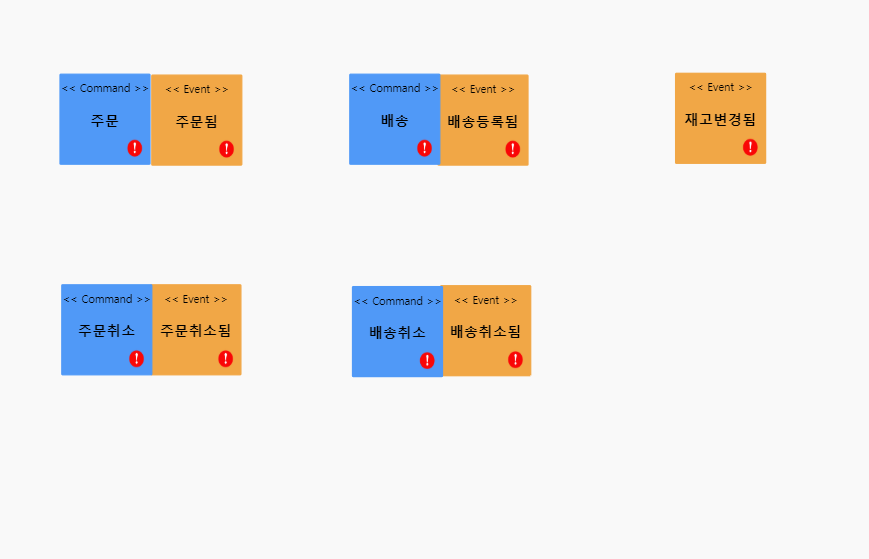 << Command >>
주문
<< Event >>
주문됨
<< Command >>
배송
<< Event >>
배송등록됨
<< Event >>
재고변경됨
<< Command >>
주문취소
<< Event >>
주문취소됨
<< Command >>
배송취소
<< Event >>
배송취소됨